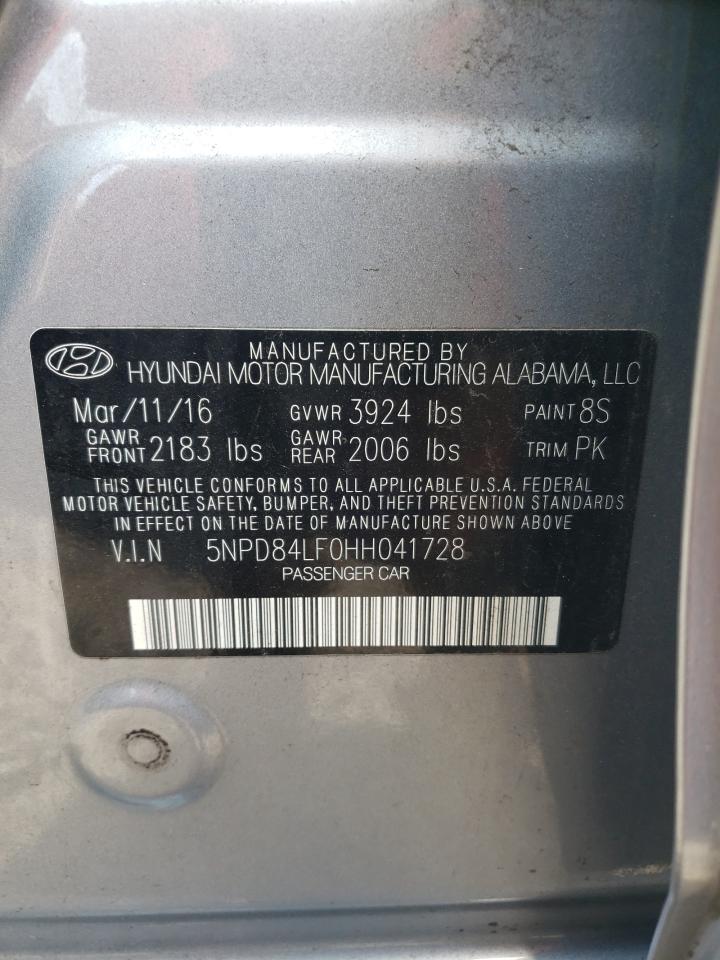 MANUFACTURED BY
HYUNDAI MOTOR MANUFACTURING ALABAMA, LLC
Mar/11/16 GVWR 3924 lbs PAINT 8S
GAWR FRONT 2183 lbs GAWR REAR 2006 lbs TRIM PK
THIS VEHICLE CONFORMS TO ALL APPLICABLE U.S.A. FEDERAL
MOTOR VEHICLE SAFETY, BUMPER, AND THEFT PREVENTION STANDARDS
IN EFFECT ON THE DATE OF MANUFACTURE SHOWN ABOVE
V.I.N 5NPD84LF0HH041728
PASSENGER CAR